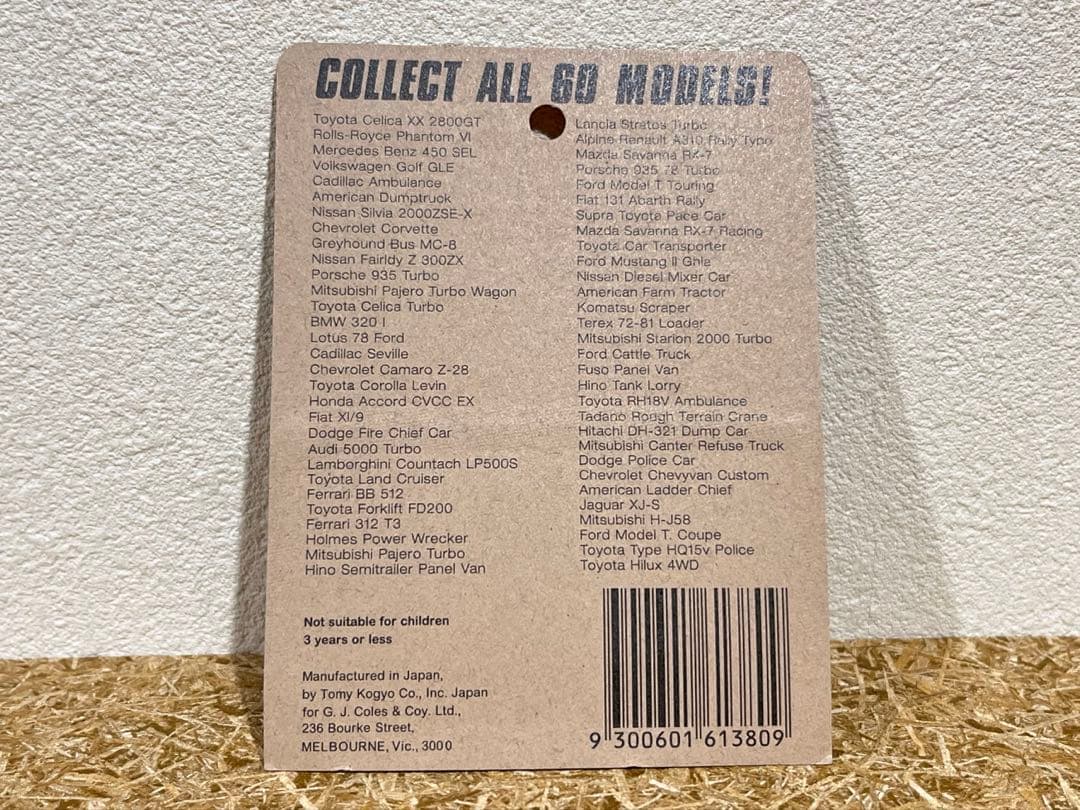 COLLECT ALL 60 MODELS!
Toyota Celica XX 2800GT
Rolls-Royce Phantom VI
Mercedes Benz 450 SEL
Volkswagen Golf GLE
Cadillac Ambulance
American Dumptruck
Nissan Silvia 2000ZSE-X
Chevrolet Corvette
Greyhound Bus MC-8
Nissan Fairldy Z 300ZX
Porsche 935 Turbo
Mitsubishi Pajero Turbo Wagon
Toyota Celica Turbo
BMW 320 I
Lotus 78 Ford
Cadillac Seville
Chevrolet Camaro Z-28
Toyota Corolla Levin
Honda Accord CVCC EX
Fiat XI/9
Dodge Fire Chief Car
Audi 5000 Turbo
Lamborghini Countach LP500S
Toyota Land Cruiser
Ferrari BB 512
Toyota Forklift FD200
Ferrari 312 T3
Holmes Power Wrecker
Mitsubishi Pajero Turbo
Hino Semitrailer Panel Van
Lancia Stratos Turbo
Alpine Renault A310 Rally Type
Mazda Savanna RX-7
Porsche 935 78 Turbo
Ford Model T Touring
Fiat 131 Abarth Rally
Supra Toyota Pace Car
Mazda Savanna RX-7 Racing
Toyota Car Transporter
Ford Mustang II Ghia
Nissan Diesel Mixer Car
American Farm Tractor
Komatsu Scraper
Terex 72-81 Loader
Mitsubishi Starion 2000 Turbo
Ford Cattle Truck
Fuso Panel Van
Hino Tank Lorry
Toyota RH18V Ambulance
Tadano Rough Terrain Crane
Hitachi DH-321 Dump Car
Mitsubishi Canter Refuse Truck
Dodge Police Car
Chevrolet Chevyvan Custom
American Ladder Chief
Jaguar XJ-S
Mitsubishi H-J58
Ford Model T. Coupe
Toyota Type HQ15v Police
Toyota Hilux 4WD
Not suitable for children
3 years or less
Manufactured in Japan,
by Tomy Kogyo Co., Inc. Japan
for G. J. Coles & Coy. Ltd.,
236 Bourke Street,
MELBOURNE, Vic., 3000
9 300601 613809